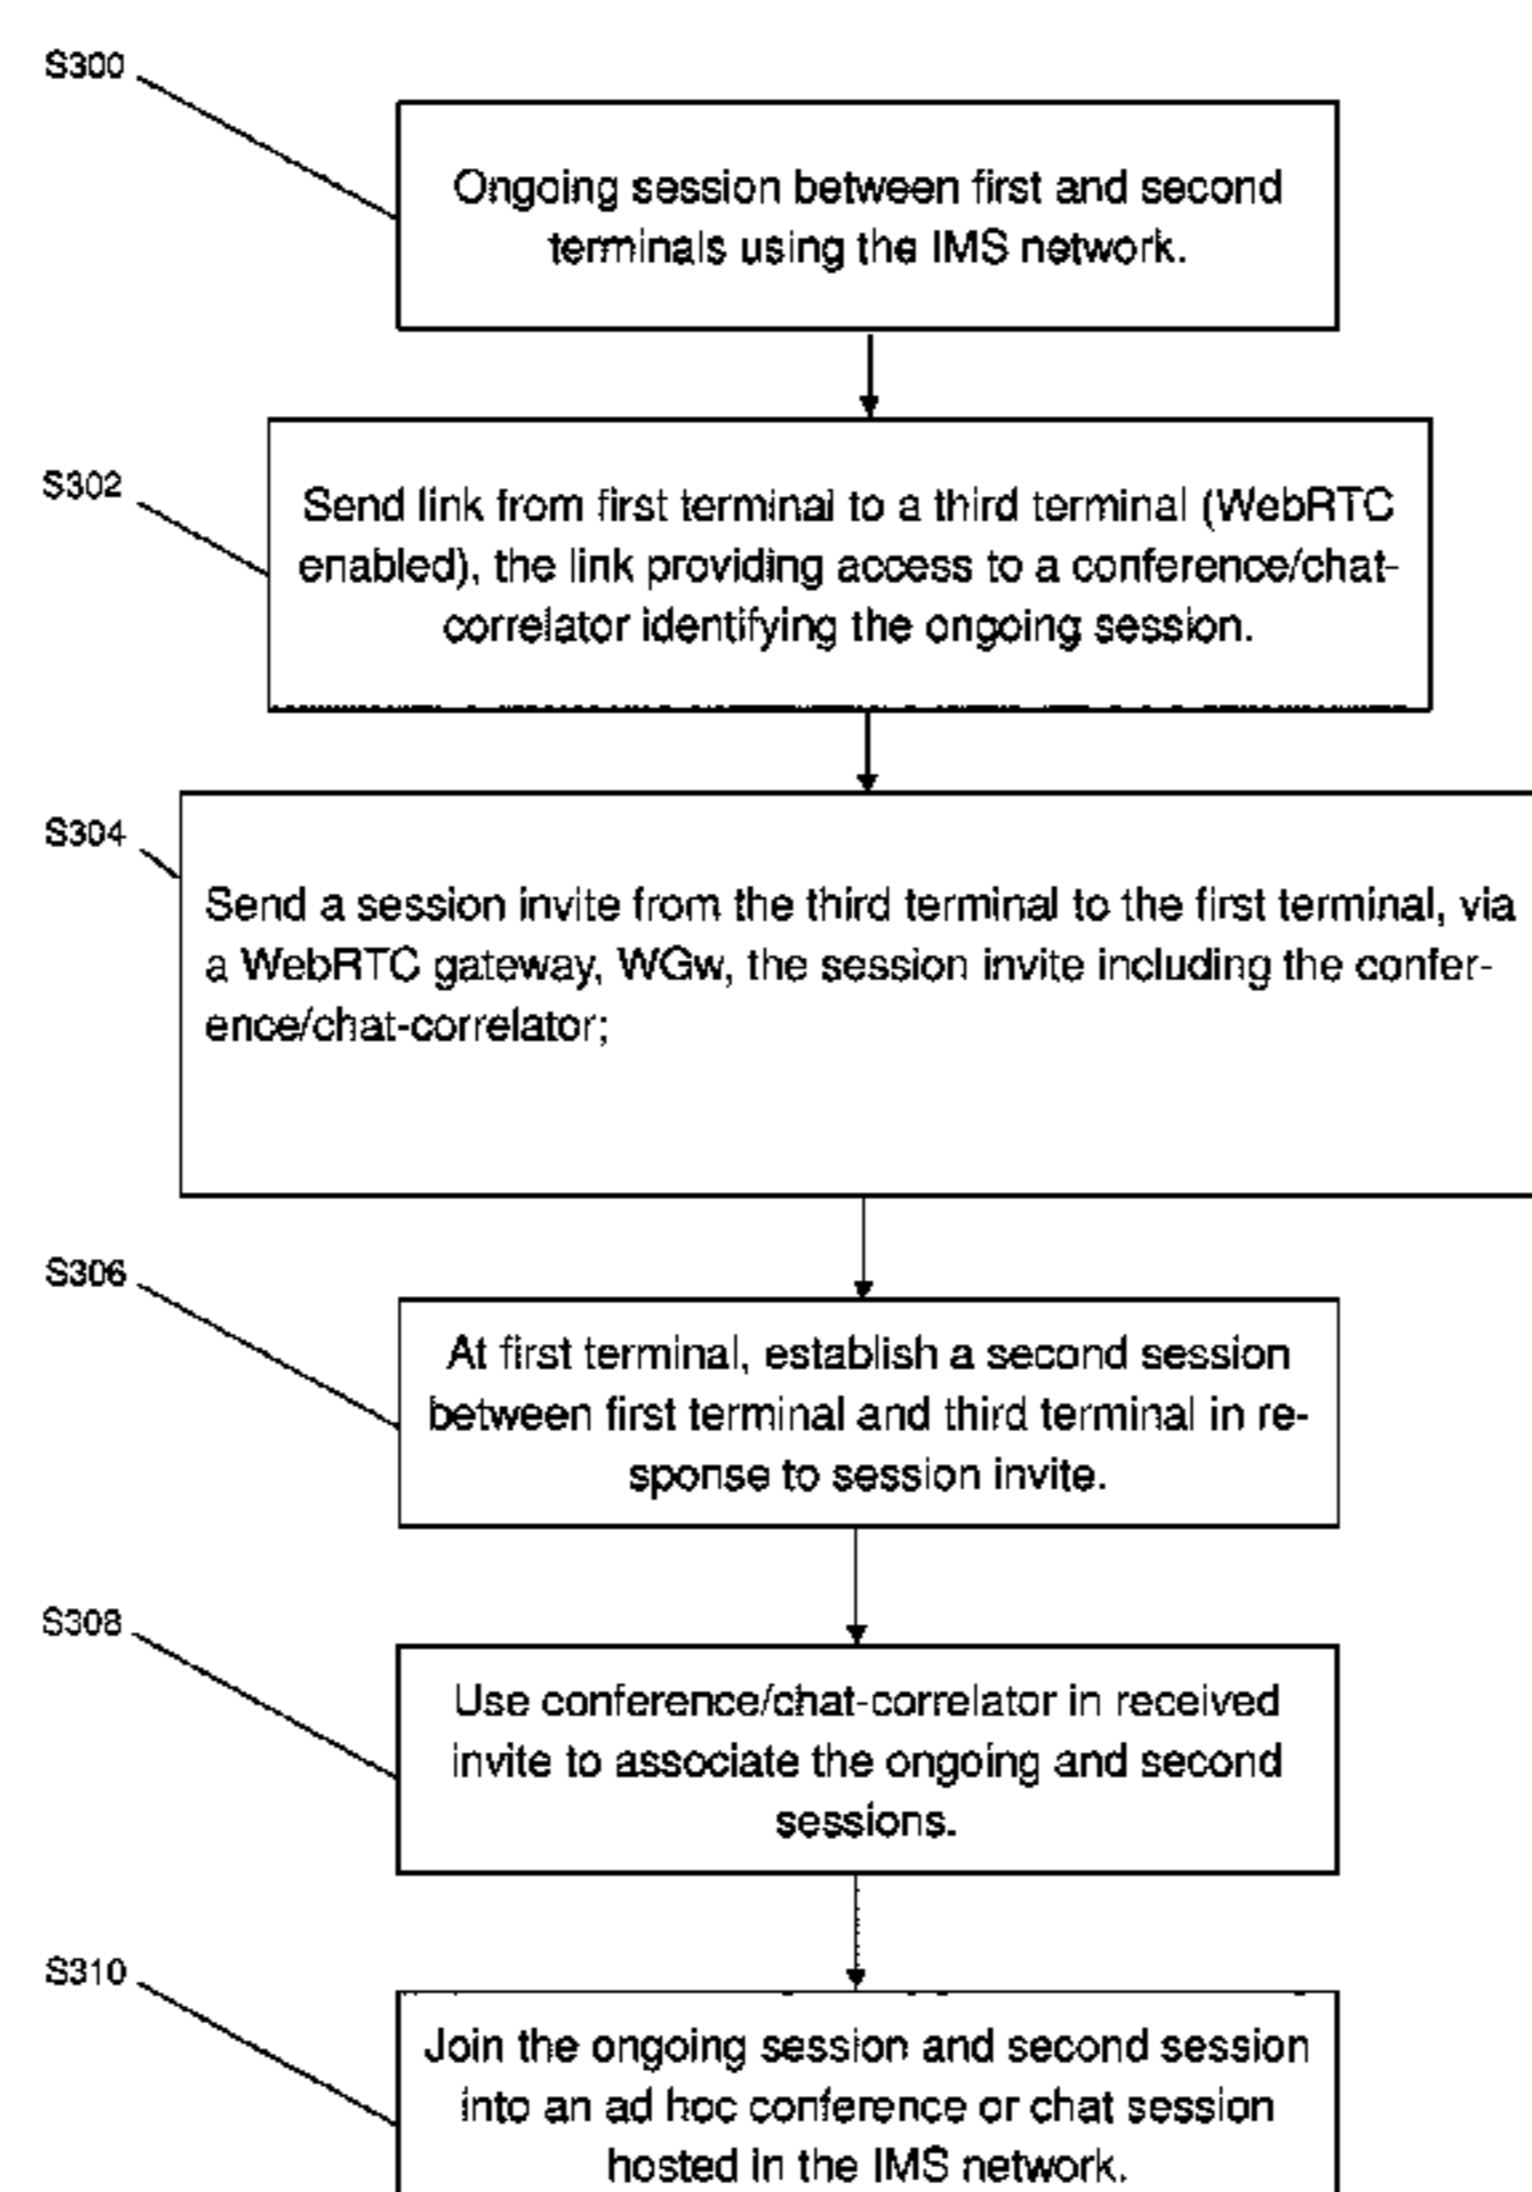 S300
Ongoing session between first and second
terminals using the IMS network.
S302
Send link from first terminal to a third terminal (WebRTC
enabled), the link providing access to a conference/chat-
correlator identifying the ongoing session.
S304
Send a session invite from the third terminal to the first terminal, via
a WebRTC gateway, WGw, the session invite including the confer-
ence/chat-correlator;
S306
At first terminal, establish a second session
between first terminal and third terminal in re-
sponse to session invite.
S308
Use conference/chat-correlator in received
invite to associate the ongoing and second
sessions.
S310
Join the ongoing session and second session
into an ad hoc conference or chat session
hosted in the IMS network.